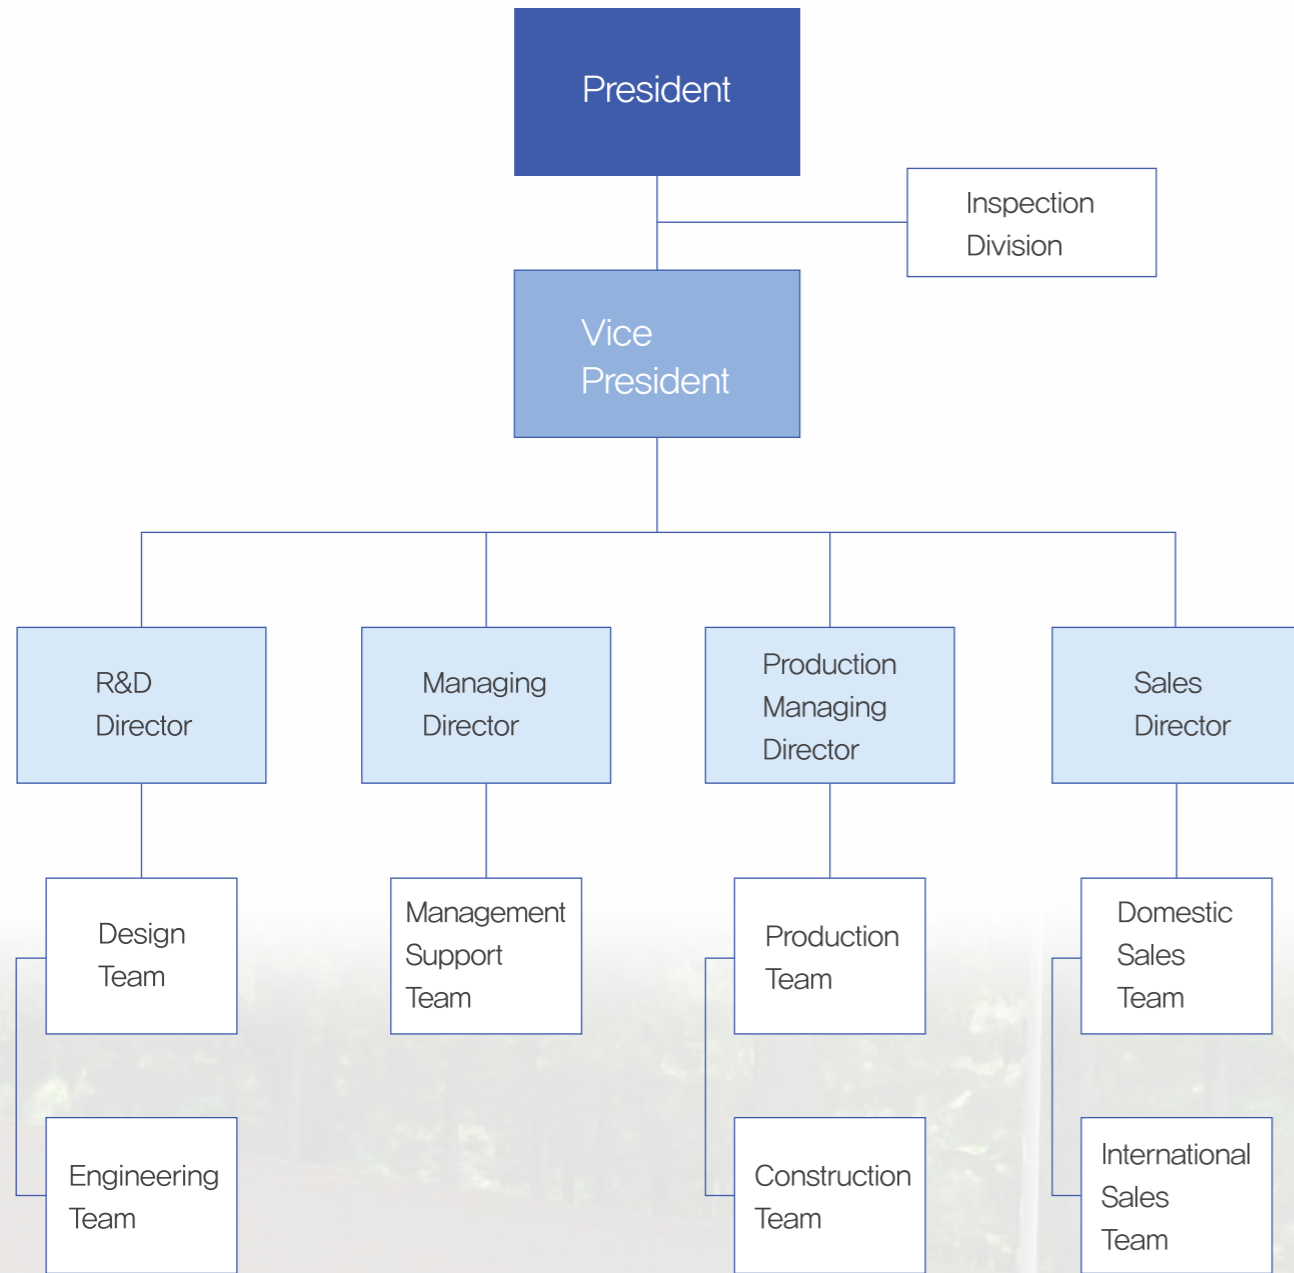 President
Inspection
Division
Vice
President
R&D
Director
Managing
Director
Production
Managing
Director
Sales
Director
Design
Team
Management
Support
Team
Production
Team
Domestic
Sales
Team
Engineering
Team
Construction
Team
International
Sales
Team